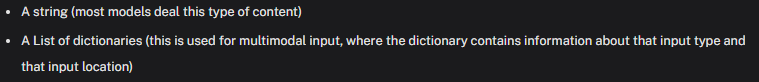 • A string (most models deal this type of content)
• A List of dictionaries (this is used for multimodal input, where the dictionary contains information about that input type and
that input location)